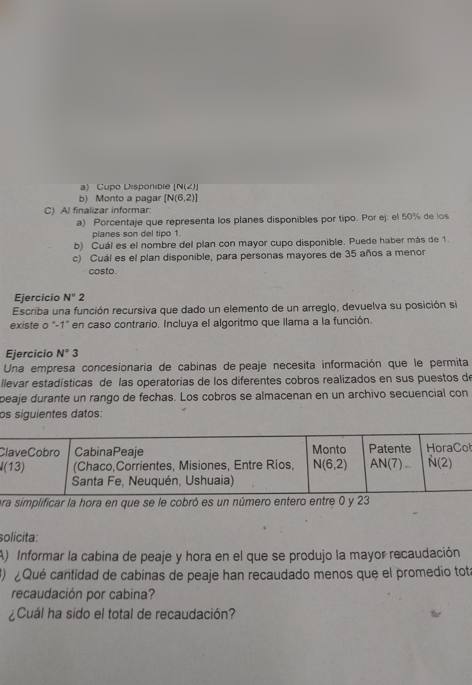 a) Cupo Disponible [N(2)]
b) Monto a pagar [N(6,2)]
C) Al finalizar informar:
a) Porcentaje que representa los planes disponibles por tipo. Por ej: el 50% de los
planes son del tipo 1.
b) Cuál es el nombre del plan con mayor cupo disponible. Puede haber más de 1.
c) Cuál es el plan disponible, para personas mayores de 35 años a menor
costo.
Ejercicio N° 2
Escriba una función recursiva que dado un elemento de un arreglo, devuelva su posición si
existe o "-1" en caso contrario. Incluya el algoritmo que llama a la función.
Ejercicio N° 3
Una empresa concesionaria de cabinas de peaje necesita información que le permita
llevar estadísticas de las operatorias de los diferentes cobros realizados en sus puestos de
peaje durante un rango de fechas. Los cobros se almacenan en un archivo secuencial con
os siguientes datos:
ClaveCobro CabinaPeaje Monto Patente HoraCob
N(13) (Chaco,Corrientes, Misiones, Entre Ríos, N(6,2) AN(7) N(2)
Santa Fe, Neuquén, Ushuaia)
ara simplificar la hora en que se le cobró es un número entero entre 0 y 23
solicita:
A) Informar la cabina de peaje y hora en el que se produjo la mayor recaudación
) ¿Qué cantidad de cabinas de peaje han recaudado menos que el promedio tota
recaudación por cabina?
¿Cuál ha sido el total de recaudación?